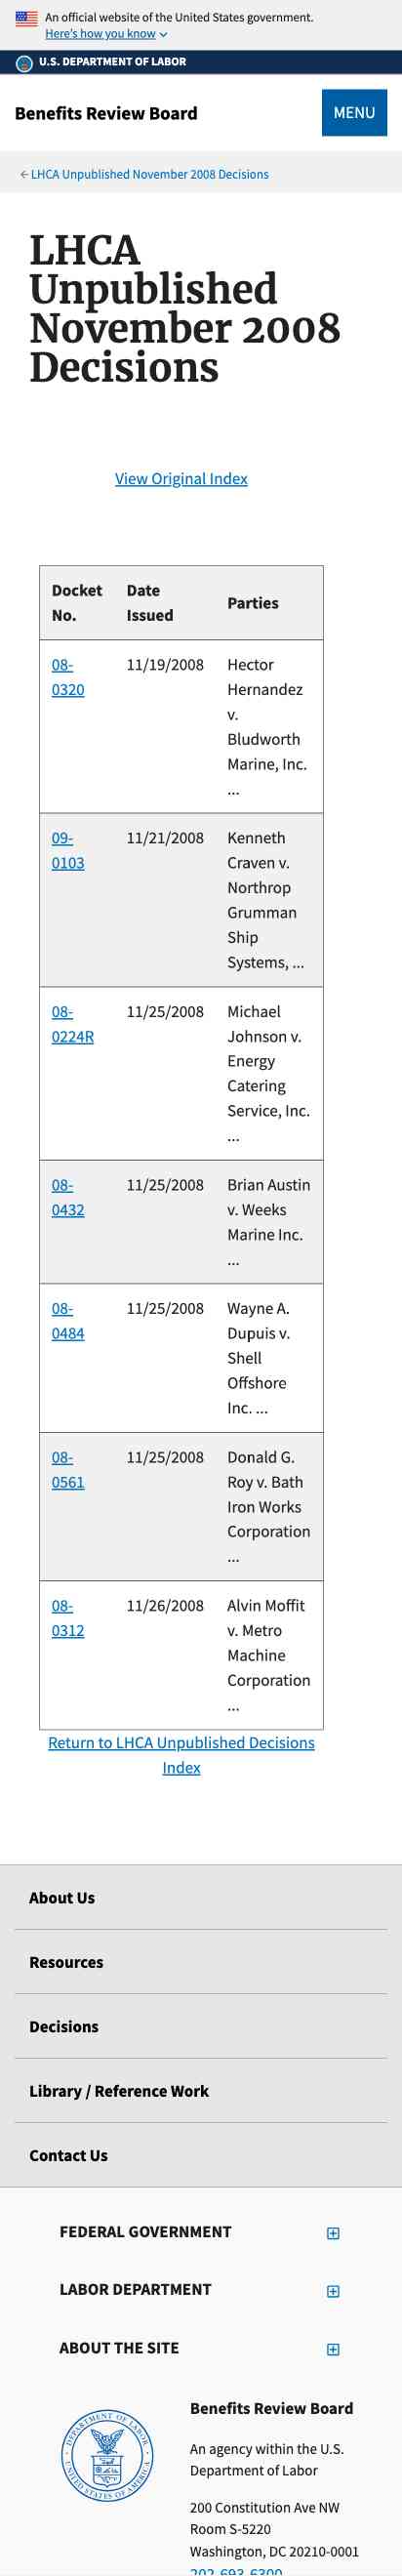 An official website of the United States government.
Here's how you know
U.S. DEPARTMENT OF LABOR
Benefits Review Board
MENU
LHCA Unpublished November 2008 Decisions
LHCA
Unpublished
November 2008
Decisions
View Original Index
Docket No. Date Issued Parties
08-0320 11/19/2008 Hector Hernandez v. Bludworth Marine, Inc. ...
09-0103 11/21/2008 Kenneth Craven v. Northrop Grumman Ship Systems, ...
08-0224R 11/25/2008 Michael Johnson v. Energy Catering Service, Inc. ...
08-0432 11/25/2008 Brian Austin v. Weeks Marine Inc. ...
08-0484 11/25/2008 Wayne A. Dupuis v. Shell Offshore Inc. ...
08-0561 11/25/2008 Donald G. Roy v. Bath Iron Works Corporation ...
08-0312 11/26/2008 Alvin Moffit v. Metro Machine Corporation ...
Return to LHCA Unpublished Decisions
Index
About Us
Resources
Decisions
Library / Reference Work
Contact Us
FEDERAL GOVERNMENT
LABOR DEPARTMENT
ABOUT THE SITE
DEPARTMENT OF LABOR
UNITED STATES OF AMERICA
Benefits Review Board
An agency within the U.S.
Department of Labor
200 Constitution Ave NW
Room S-5220
Washington, DC 20210-0001
202-693-6300